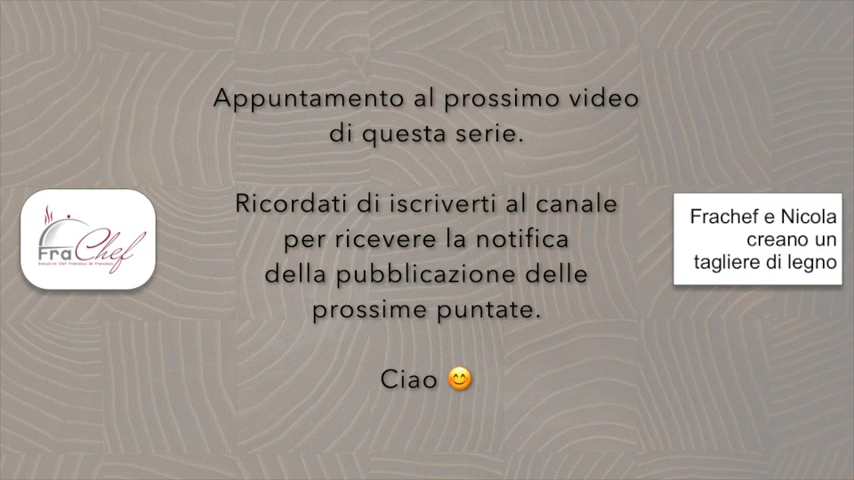 Appuntamento al prossimo video
di questa serie.
Ricordati di iscriverti al canale
per ricevere la notifica
della pubblicazione delle
prossime puntate.
Ciao 😊
FraChef
Frachef e Nicola
creano un
tagliere di legno